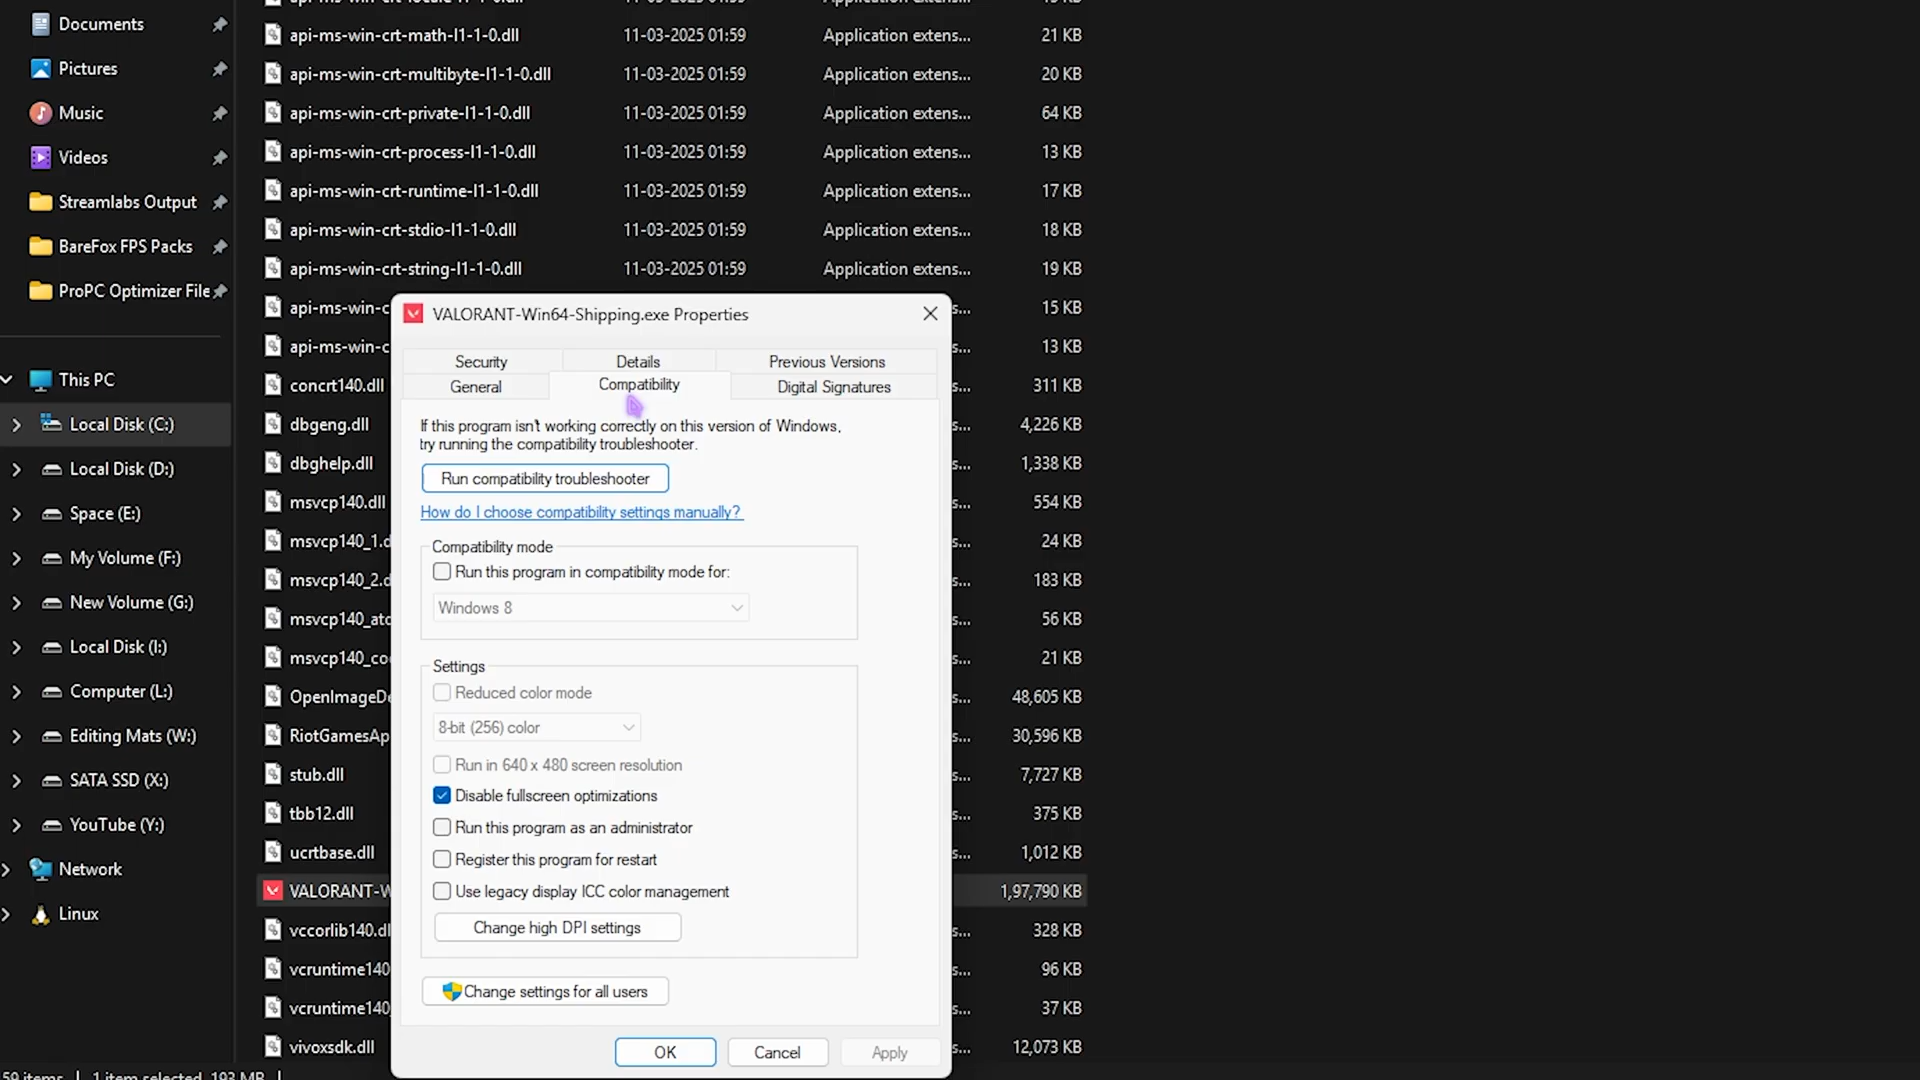 Documents
Pictures
Music
Videos
Streamlabs Output
BareFox FPS Packs
ProPC Optimizer File
This PC
Local Disk (C:)
Local Disk (D:)
Space (E:)
My Volume (F:)
New Volume (G:)
Local Disk (I:)
Computer (L:)
Editing Mats (W:)
SATA SSD (X:)
YouTube (Y:)
Network
Linux
api-ms-win-crt-math-l1-1-0.dll 11-03-2025 01:59 Application extens... 21 KB
api-ms-win-crt-multibyte-l1-1-0.dll 11-03-2025 01:59 Application extens... 20 KB
api-ms-win-crt-private-l1-1-0.dll 11-03-2025 01:59 Application extens... 64 KB
api-ms-win-crt-process-l1-1-0.dll 11-03-2025 01:59 Application extens... 13 KB
api-ms-win-crt-runtime-l1-1-0.dll 11-03-2025 01:59 Application extens... 17 KB
api-ms-win-crt-stdio-l1-1-0.dll 11-03-2025 01:59 Application extens... 18 KB
api-ms-win-crt-string-l1-1-0.dll 11-03-2025 01:59 Application extens... 19 KB
api-ms-win-c s... 15 KB
api-ms-win-c s... 13 KB
concrt140.dll s... 311 KB
dbgeng.dll s... 4,226 KB
dbghelp.dll s... 1,338 KB
msvcp140.dll s... 554 KB
msvcp140_1.d s... 24 KB
msvcp140_2.d s... 183 KB
msvcp140_ato s... 56 KB
msvcp140_co s... 21 KB
OpenImageDe s... 48,605 KB
RiotGamesAp s... 30,596 KB
stub.dll s... 7,727 KB
tbb12.dll s... 375 KB
ucrtbase.dll s... 1,012 KB
VALORANT-W 1,97,790 KB
vccorlib140.dl s... 328 KB
vcruntime140 s... 96 KB
vcruntime140 s... 37 KB
vivoxsdk.dll s... 12,073 KB
59 items 1 item selected 193 MB
VALORANT-Win64-Shipping.exe Properties
Security Details Previous Versions
General Compatibility Digital Signatures
If this program isn't working correctly on this version of Windows,
try running the compatibility troubleshooter.
Run compatibility troubleshooter
How do I choose compatibility settings manually?
Compatibility mode
Run this program in compatibility mode for:
Windows 8
Settings
Reduced color mode
8-bit (256) color
Run in 640 x 480 screen resolution
Disable fullscreen optimizations
Run this program as an administrator
Register this program for restart
Use legacy display ICC color management
Change high DPI settings
Change settings for all users
OK Cancel Apply